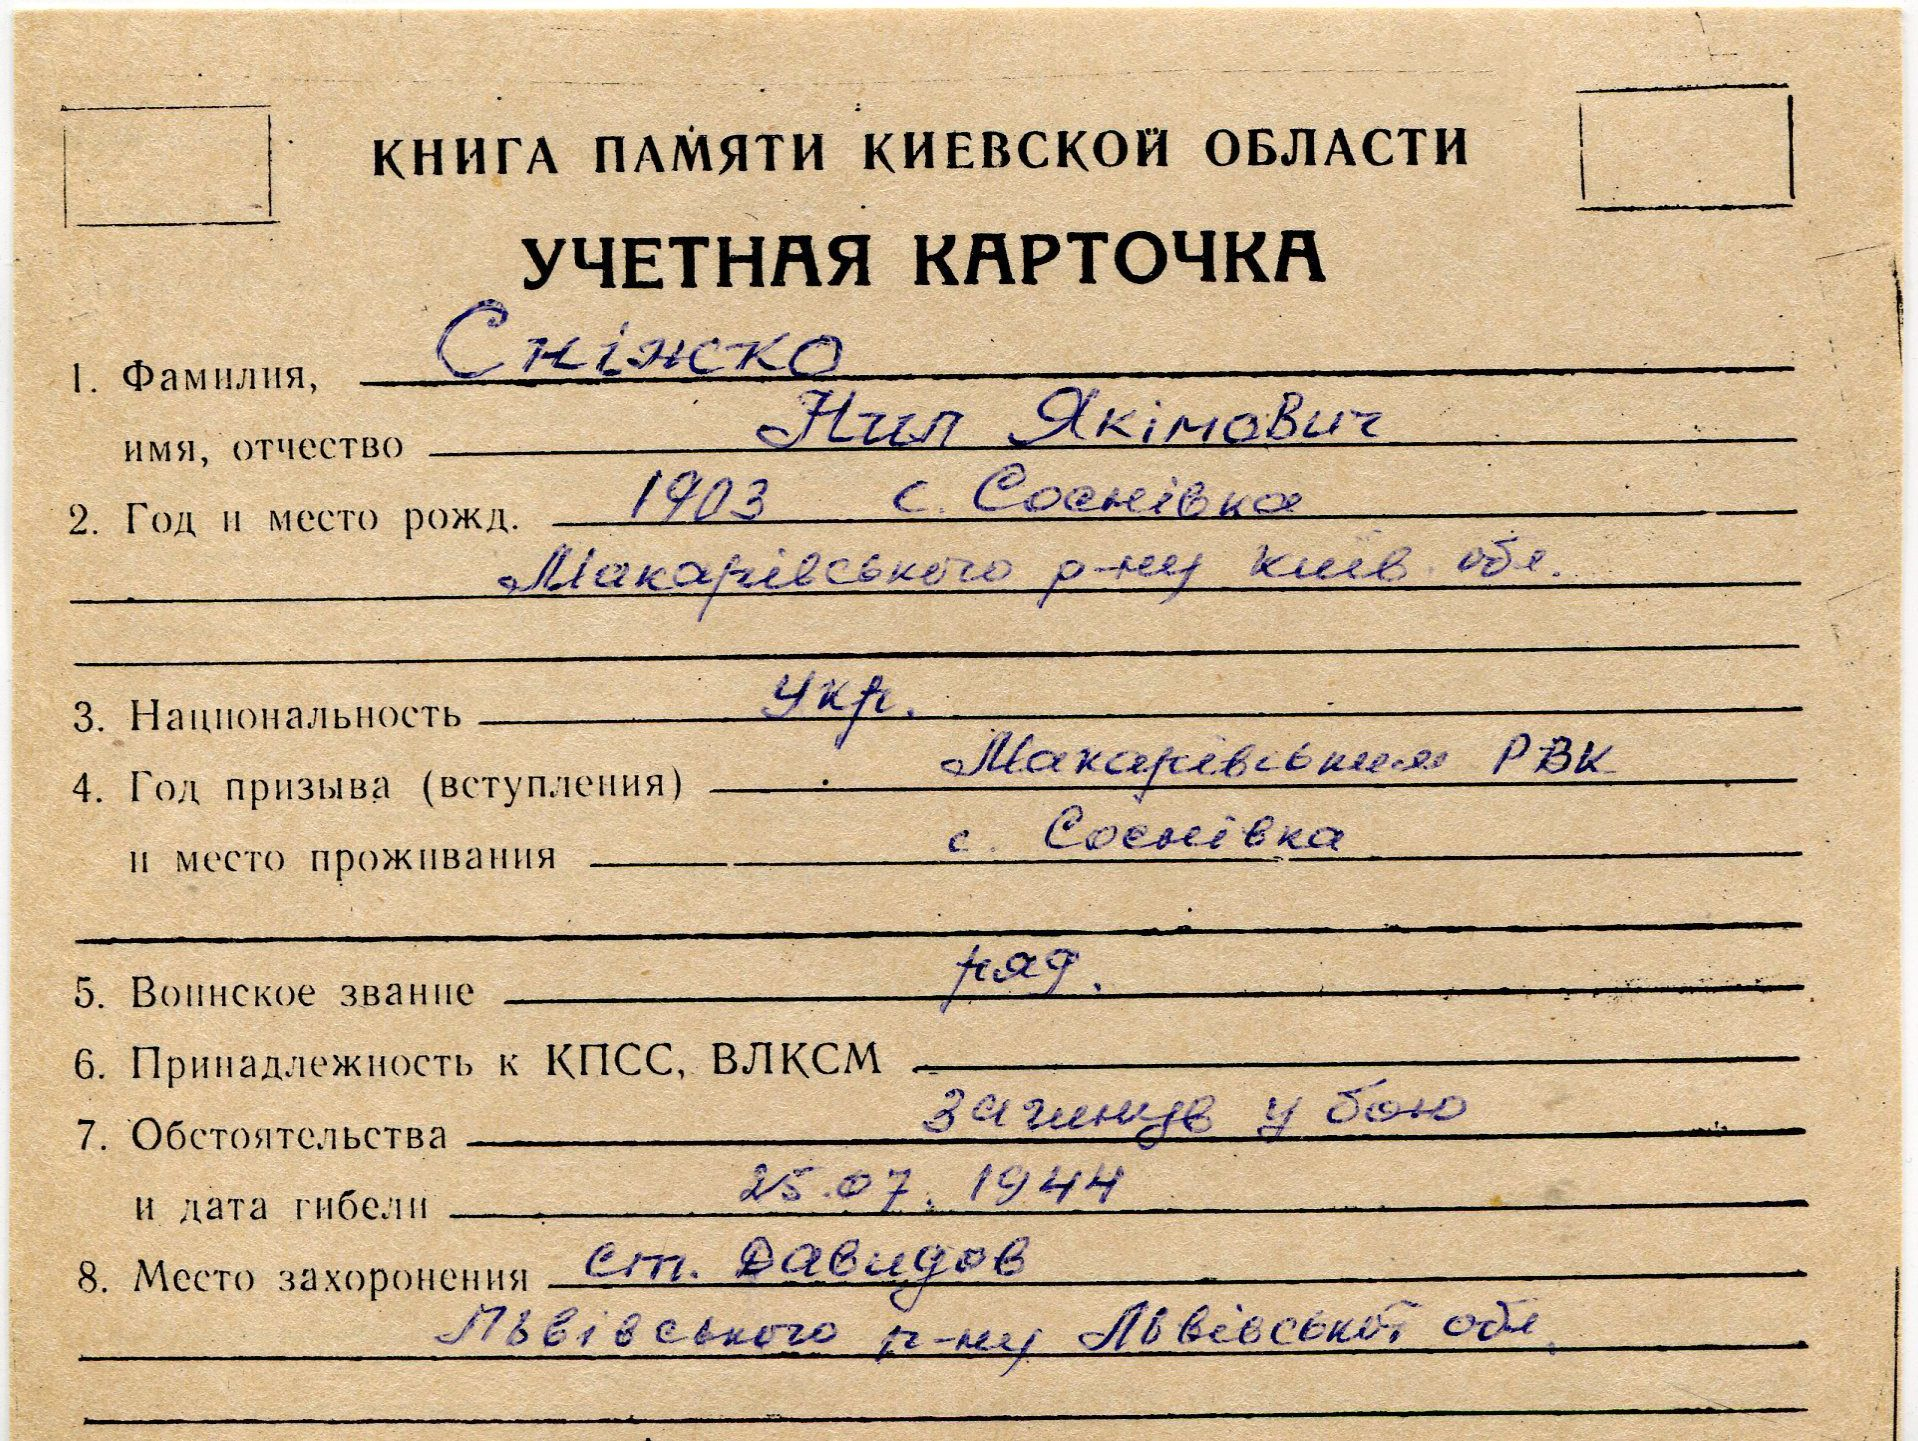 КНИГА ПАМЯТИ КИЕВСКОЙ ОБЛАСТИ
УЧЕТНАЯ КАРТОЧКА
1. Фамилия, Сніжко
имя, отчество Нил Якімович
2. Год и место рожд. 1903 с. Соснівка
Макарівського р-ну Київ. обл.
3. Национальность Укр.
4. Год призыва (вступления) Макарівським РВК
и место проживания с. Соснівка
5. Воинское звание ряд.
6. Принадлежность к КПСС, ВЛКСМ
7. Обстоятельства Загинув у бою
и дата гибели 25.07.1944
8. Место захоронения ст. Давидов
Львівського р-ну Львівської обл.